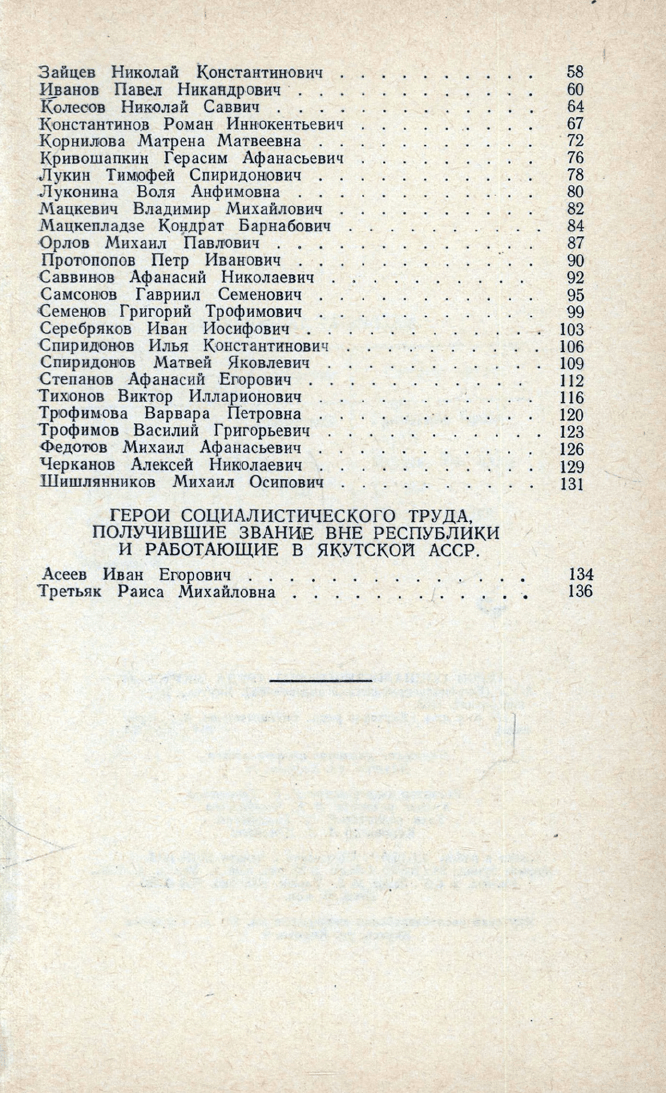 Зайцев Николай Константинович . . . . . . . . . . 58
Иванов Павел Никандрович . . . . . . . . . . . . 60
Колесов Николай Саввич . . . . . . . . . . . . . 64
Константинов Роман Иннокентьевич . . . . . . . . . 67
Корнилова Матрена Матвеевна . . . . . . . . . . . 72
Кривошапкин Герасим Афанасьевич . . . . . . . . . 76
Лукин Тимофей Спиридонович . . . . . . . . . . . 78
Луконина Воля Анфимовна . . . . . . . . . . . . 80
Мацкевич Владимир Михайлович . . . . . . . . . . 82
Мацкепладзе Кондрат Барнабович . . . . . . . . . . 84
Орлов Михаил Павлович . . . . . . . . . . . . . 87
Протопопов Петр Иванович . . . . . . . . . . . . 90
Саввинов Афанасий Николаевич . . . . . . . . . . . 92
Самсонов Гавриил Семенович . . . . . . . . . . . 95
Семенов Григорий Трофимович . . . . . . . . . . . 99
Серебряков Иван Иосифович . . . . . . . . . . . . 103
Спиридонов Илья Константинович . . . . . . . . . . 106
Спиридонов Матвей Яковлевич . . . . . . . . . . . 109
Степанов Афанасий Егорович . . . . . . . . . . . . 112
Тихонов Виктор Илларионович . . . . . . . . . . . 116
Трофимова Варвара Петровна . . . . . . . . . . . 120
Трофимов Василий Григорьевич . . . . . . . . . . . 123
Федотов Михаил Афанасьевич . . . . . . . . . . . 126
Черканов Алексей Николаевич . . . . . . . . . . . 129
Шишлянников Михаил Осипович . . . . . . . . . . 131
ГЕРОИ СОЦИАЛИСТИЧЕСКОГО ТРУДА,
ПОЛУЧИВШИЕ ЗВАНИЕ ВНЕ РЕСПУБЛИКИ
И РАБОТАЮЩИЕ В ЯКУТСКОЙ АССР.
Асеев Иван Егорович . . . . . . . . . . . . . 134
Третьяк Раиса Михайловна . . . . . . . . . . . . 136